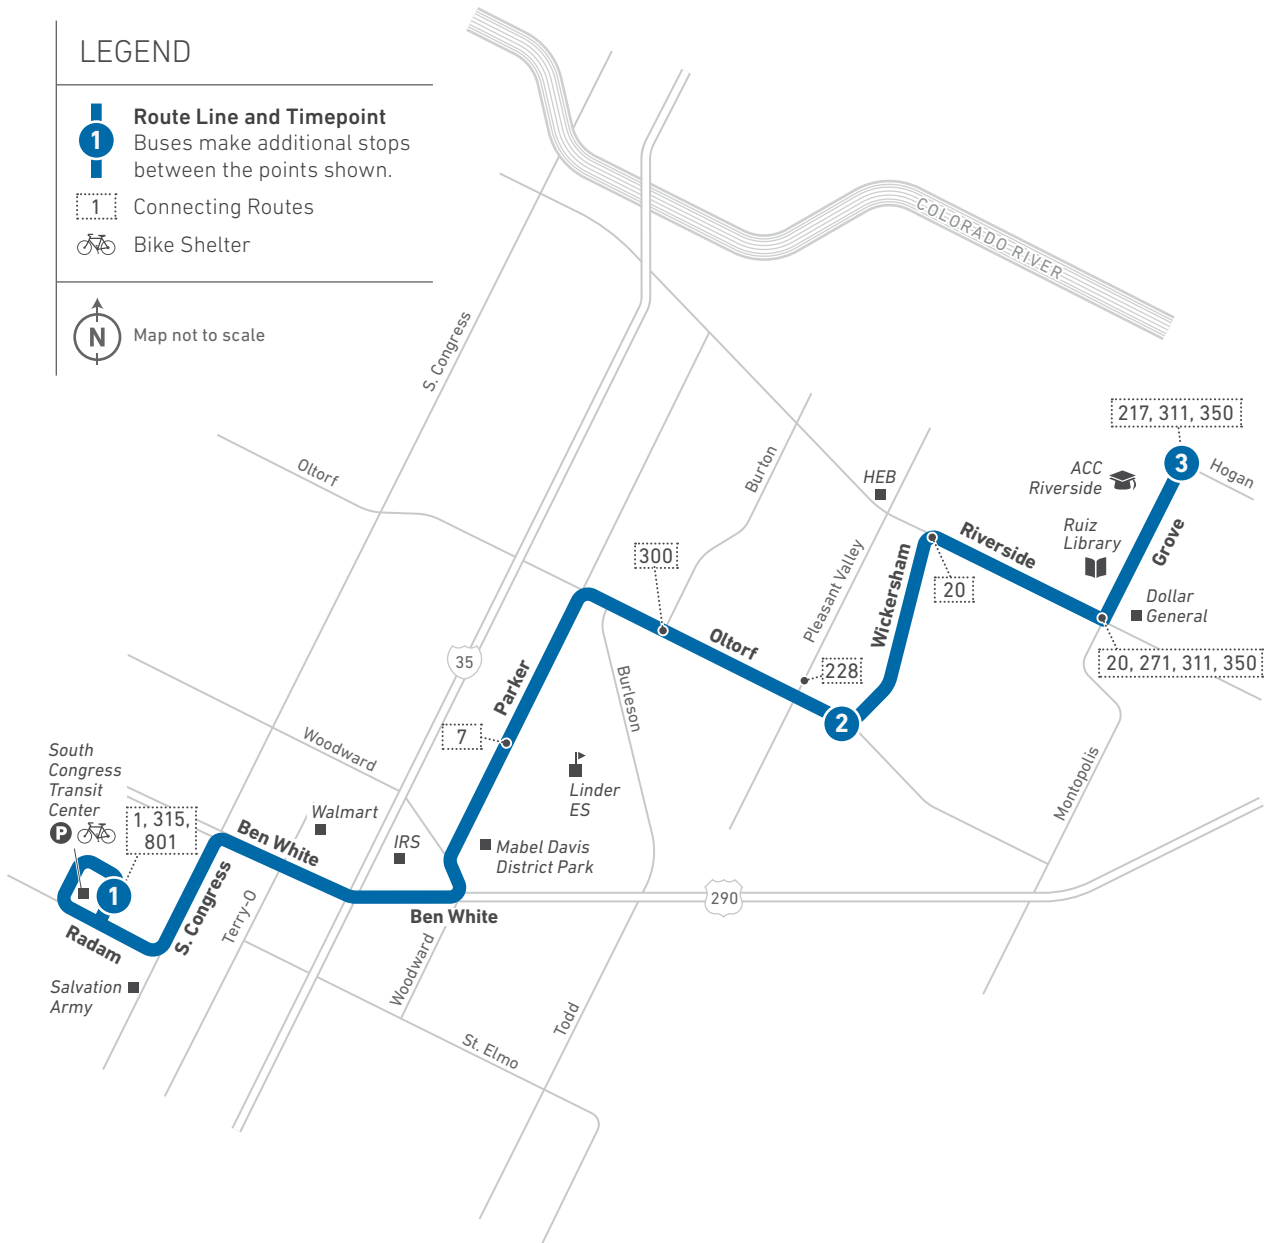 LEGEND
1
Route Line and Timepoint
Buses make additional stops
between the points shown.
1
Connecting Routes
Bike Shelter
N
Map not to scale
COLORADO RIVER
S. Congress
217, 311, 350
3
Hogan
ACC
Riverside
Oltorf
Burton
HEB
Ruiz
Library
Grove
Riverside
300
Pleasant Valley
Wickersham
20
Dollar
General
Oltorf
20, 271, 311, 350
35
Parker
228
Burleson
2
7
Woodward
South
Congress
Transit
Center
P
Linder
ES
Montopolis
1, 315,
801
Walmart
Ben White
IRS
Mabel Davis
District Park
1
S. Congress
Terry-O
290
Ben White
Radam
Woodward
Salvation
Army
Todd
St. Elmo